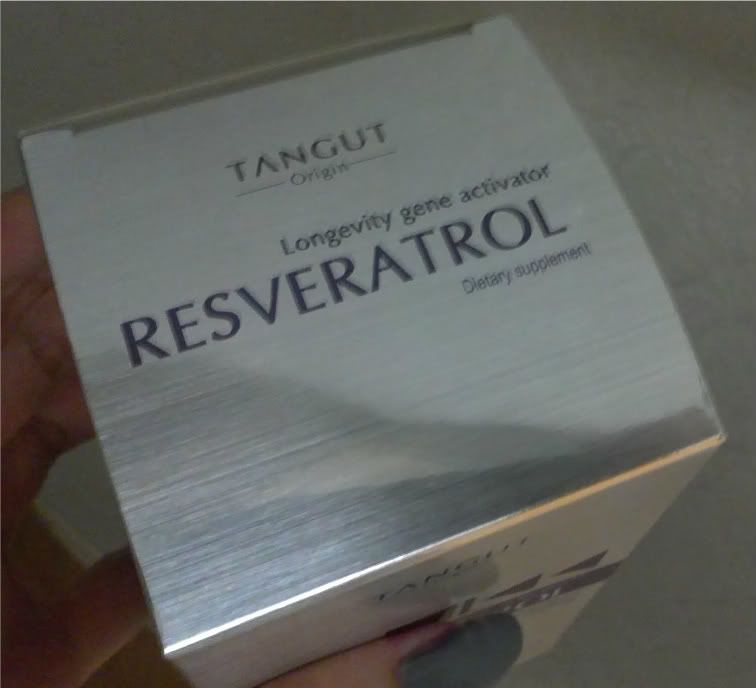 TANGUT
Origin
Longevity gene activator
RESVERATROL
Dietary supplement
TANGUT